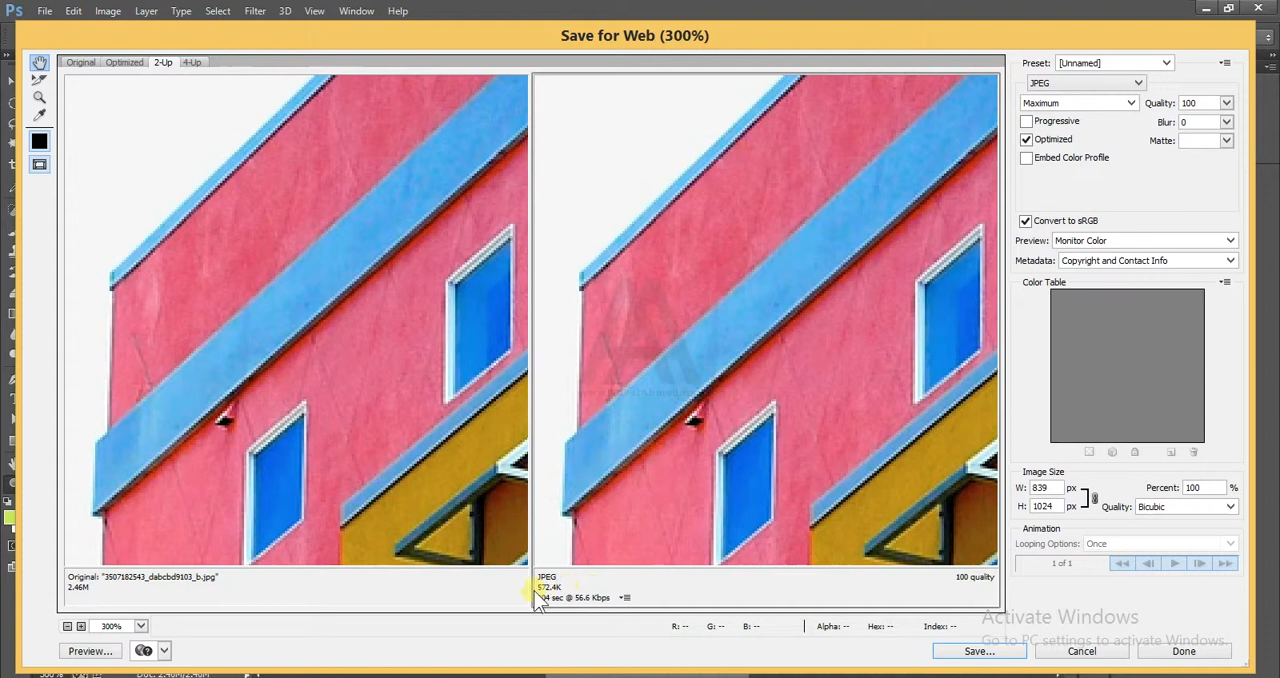 Ps File Edit Image Layer Type Select Filter 3D View Window Help
Save for Web (300%)
Original Optimized 2-Up 4-Up
Preset: [Unnamed]
JPEG
Maximum Quality: 100
Progressive Blur: 0
Optimized Matte:
Embed Color Profile
Convert to sRGB
Preview: Monitor Color
Metadata: Copyright and Contact Info
Color Table
Image Size
W: 839 px Percent: 100 %
H: 1024 px Quality: Bicubic
Animation
Looping Options: Once
1 of 1
Original: "3507182543_dabcbd9103_b.jpg"
2.46M
JPEG 100 quality
572.4K
sec @ 56.6 Kbps
300% R: -- G: -- B: -- Alpha: -- Hex: -- Index: --
Activate Windows
Go to PC settings to activate Windows.
Preview... Save... Cancel Done